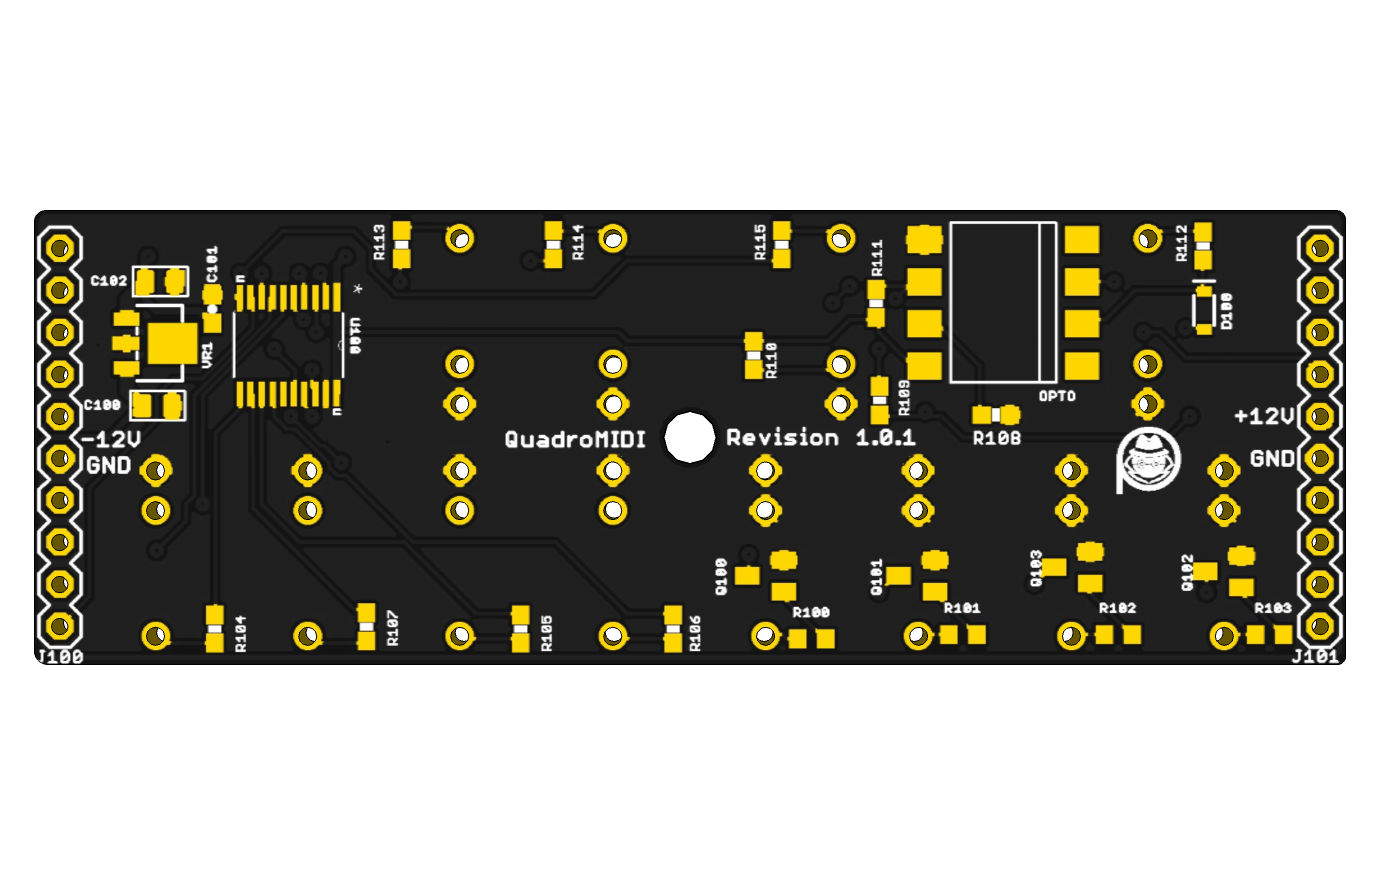 R113
R114
R115
R111
R112
C102
C101
n
*
U100
D100
VR1
R110
C100
n
R109
OPTO
+12V
-12V
QuadroMIDI
Revision 1.0.1
R108
GND
GND
Q100
Q101
Q103
Q102
R100
R101
R102
R103
R104
R107
R105
R106
J100
J101